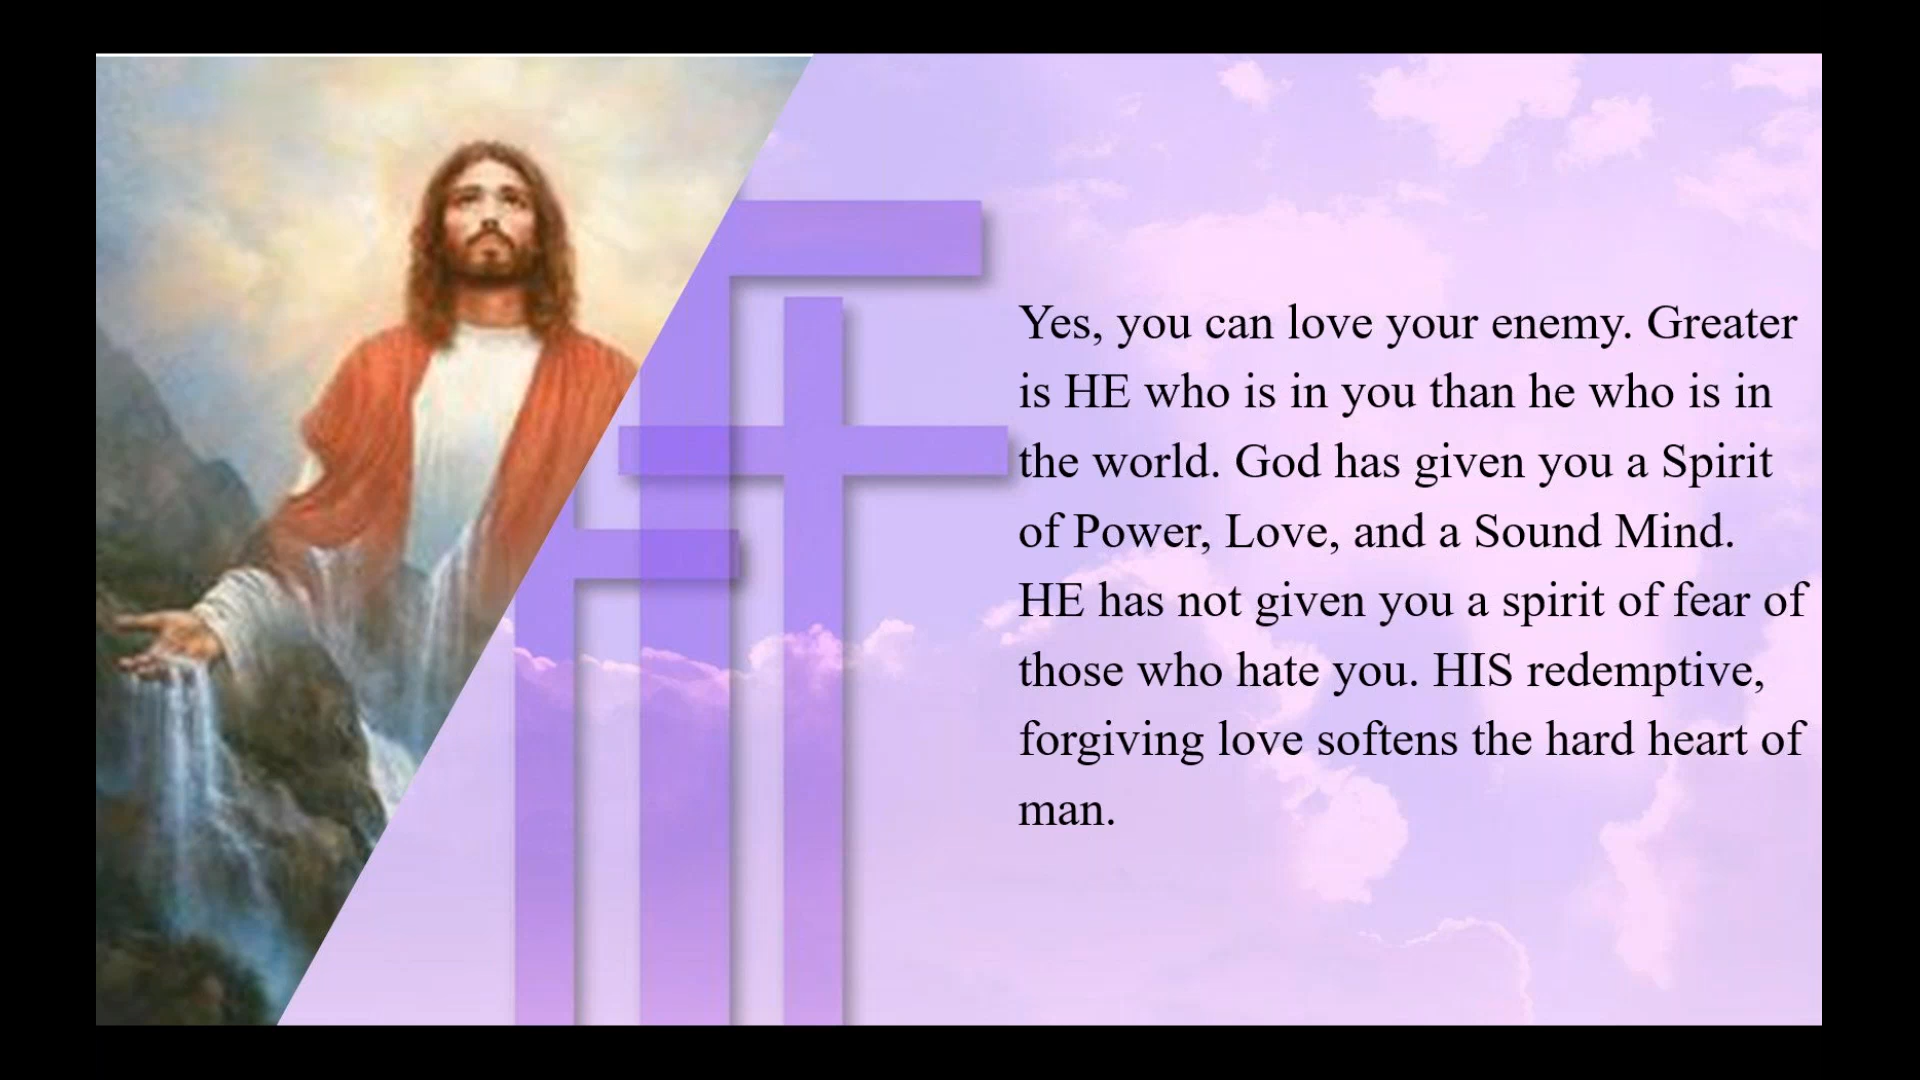 Yes, you can love your enemy. Greater
is HE who is in you than he who is in
the world. God has given you a Spirit
of Power, Love, and a Sound Mind.
HE has not given you a spirit of fear of
those who hate you. HIS redemptive,
forgiving love softens the hard heart of
man.